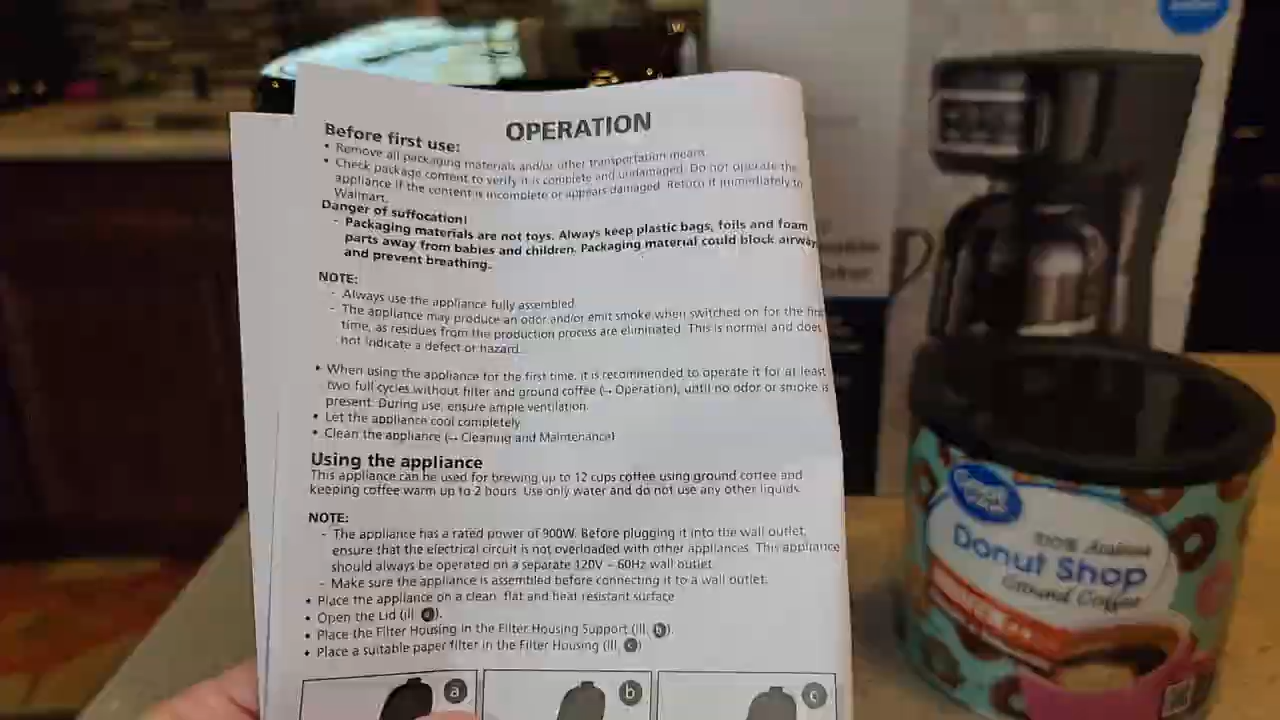 OPERATION
Before first use:
• Remove all packaging materials and/or other transportation means.
• Check package content to verify it is complete and undamaged. Do not operate the
appliance if the content is incomplete or appears damaged. Return it immediately to
Walmart.
Danger of suffocation!
- Packaging materials are not toys. Always keep plastic bags, foils and foam
parts away from babies and children. Packaging material could block airway
and prevent breathing.
NOTE:
- Always use the appliance fully assembled.
- The appliance may produce an odor and/or emit smoke when switched on for the first
time, as residues from the production process are eliminated. This is normal and does
not indicate a defect or hazard.
• When using the appliance for the first time, it is recommended to operate it for at least
two full cycles without filter and ground coffee (→ Operation), until no odor or smoke is
present. During use, ensure ample ventilation.
• Let the appliance cool completely.
• Clean the appliance (→ Cleaning and Maintenance)
Using the appliance
This appliance can be used for brewing up to 12 cups coffee using ground coffee and
keeping coffee warm up to 2 hours. Use only water and do not use any other liquids.
NOTE:
- The appliance has a rated power of 900W. Before plugging it into the wall outlet,
ensure that the electrical circuit is not overloaded with other appliances. This appliance
should always be operated on a separate 120V ~ 60Hz wall outlet.
- Make sure the appliance is assembled before connecting it to a wall outlet.
• Place the appliance on a clean, flat and heat resistant surface
• Open the Lid (ill. a).
• Place the Filter Housing in the Filter Housing Support (ill. b).
• Place a suitable paper filter in the Filter Housing (ill. c)
a
b
c
Great Value
100% Arabica
Donut Shop
Ground Coffee